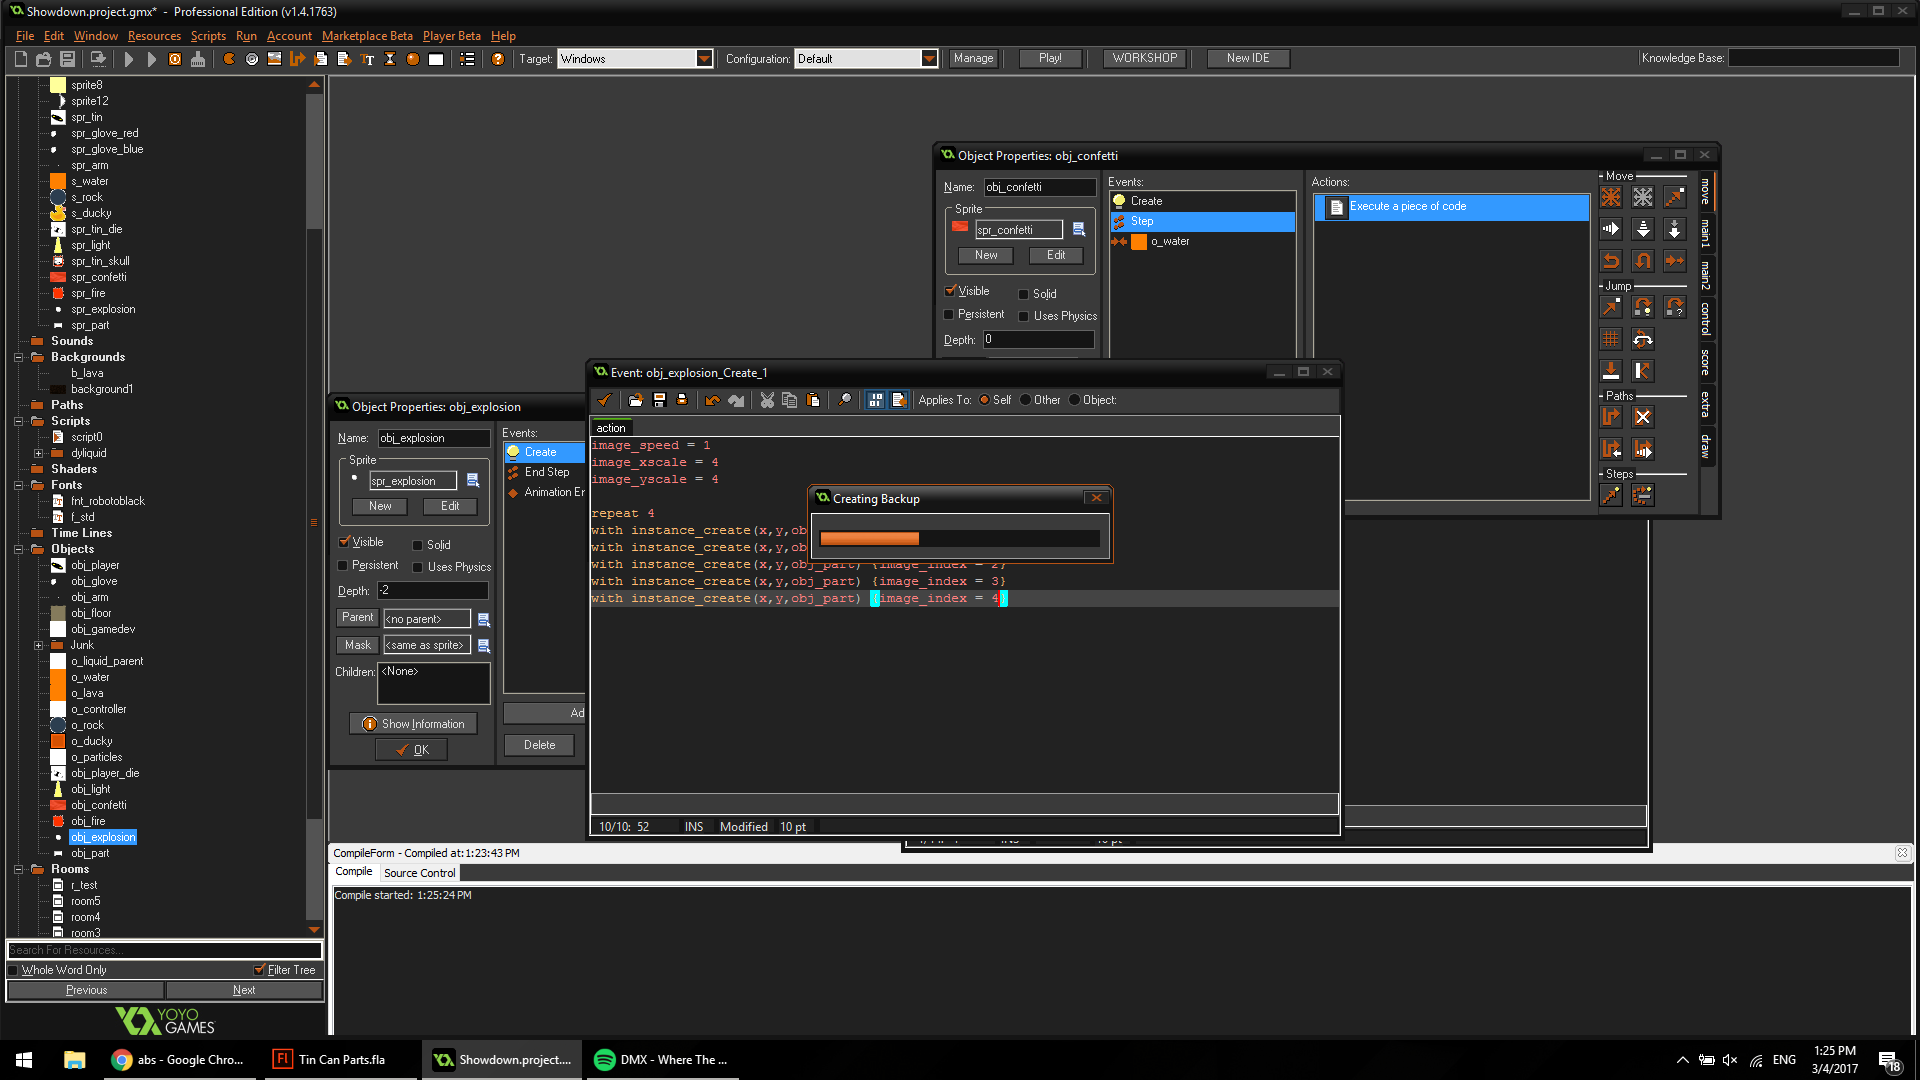 Showdown.project.gmx* - Professional Edition (v1.4.1763)
File Edit Window Resources Scripts Run Account Marketplace Beta Player Beta Help
Target: Windows Configuration: Default Manage Play! WORKSHOP New IDE Knowledge Base:
sprite8
sprite12
spr_tin
spr_glove_red
spr_glove_blue
spr_arm
s_water
s_rock
s_ducky
spr_tin_die
spr_light
spr_tin_skull
spr_confetti
spr_fire
spr_explosion
spr_part
Sounds
Backgrounds
b_lava
background1
Paths
Scripts
script0
dyliquid
Shaders
Fonts
fnt_robotoblack
f_std
Time Lines
Objects
obj_player
obj_glove
obj_arm
obj_floor
obj_gamedev
Junk
o_liquid_parent
o_water
o_lava
o_controller
o_rock
o_ducky
o_particles
obj_player_die
obj_light
obj_confetti
obj_fire
obj_explosion
obj_part
Rooms
r_test
room5
room4
room3
Search For Resources...
Whole Word Only Filter Tree
Previous Next
YOYO
GAMES
Object Properties: obj_confetti
Name: obj_confetti
Sprite
spr_confetti
New Edit
Visible Solid
Persistent Uses Physics
Depth: 0
Events:
Create
Step
o_water
Actions:
Execute a piece of code
Move
Jump
Paths
Steps
move
main1
main2
control
score
extra
draw
Object Properties: obj_explosion
Name: obj_explosion
Sprite
spr_explosion
New Edit
Visible Solid
Persistent Uses Physics
Depth: -2
Parent <no parent>
Mask <same as sprite>
Children: <None>
Show Information
OK
Events:
Create
End Step
Animation En
Ad
Delete
Event: obj_explosion_Create_1
Applies To: Self Other Object:
action
image_speed = 1
image_xscale = 4
image_yscale = 4
repeat 4
with instance_create(x,y,ob
with instance_create(x,y,ob
with instance_create(x,y,obj_part) {image_index = 2}
with instance_create(x,y,obj_part) {image_index = 3}
with instance_create(x,y,obj_part) {image_index = 4}
10/10: 52 INS Modified 10 pt
Creating Backup
CompileForm - Compiled at:1:23:43 PM
Compile Source Control
Compile started: 1:25:24 PM
abs - Google Chro...
Tin Can Parts.fla
Showdown.project....
DMX - Where The ...
ENG
1:25 PM
3/4/2017
18